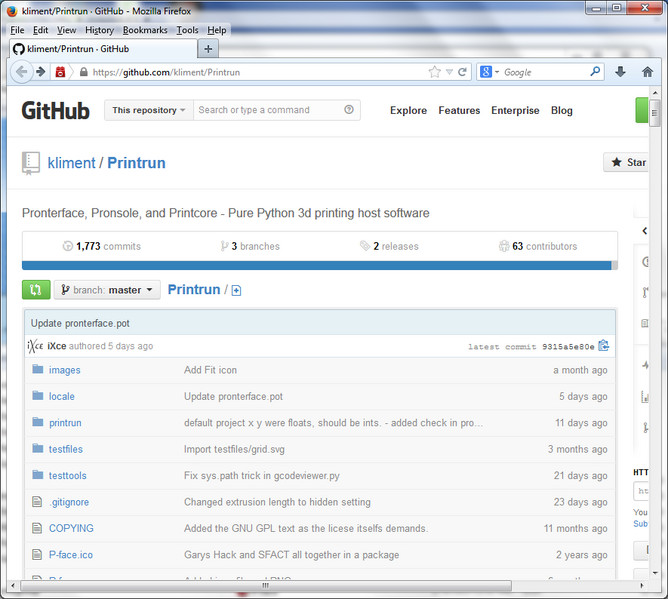 kliment/Printrun · GitHub - Mozilla Firefox
File Edit View History Bookmarks Tools Help
kliment/Printrun · GitHub
https://github.com/kliment/Printrun
Google
GitHub
This repository
Search or type a command
Explore Features Enterprise Blog
kliment / Printrun
Star
Pronterface, Pronsole, and Printcore - Pure Python 3d printing host software
1,773 commits 3 branches 2 releases 63 contributors
branch: master Printrun /
Update pronterface.pot
iXce authored 5 days ago latest commit 9315a5e80e
images Add Fit icon a month ago
locale Update pronterface.pot 5 days ago
printrun default project x y were floats, should be ints. - added check in pro... 11 days ago
testfiles Import testfiles/grid.svg 3 months ago
HTT
testtools Fix sys.path trick in gcodeviewer.py 21 days ago
.gitignore Changed extrusion length to hidden setting 23 days ago
You
Sub
COPYING Added the GNU GPL text as the licese itselfs demands. 11 months ago
P-face.ico Garys Hack and SFACT all together in a package 2 years ago